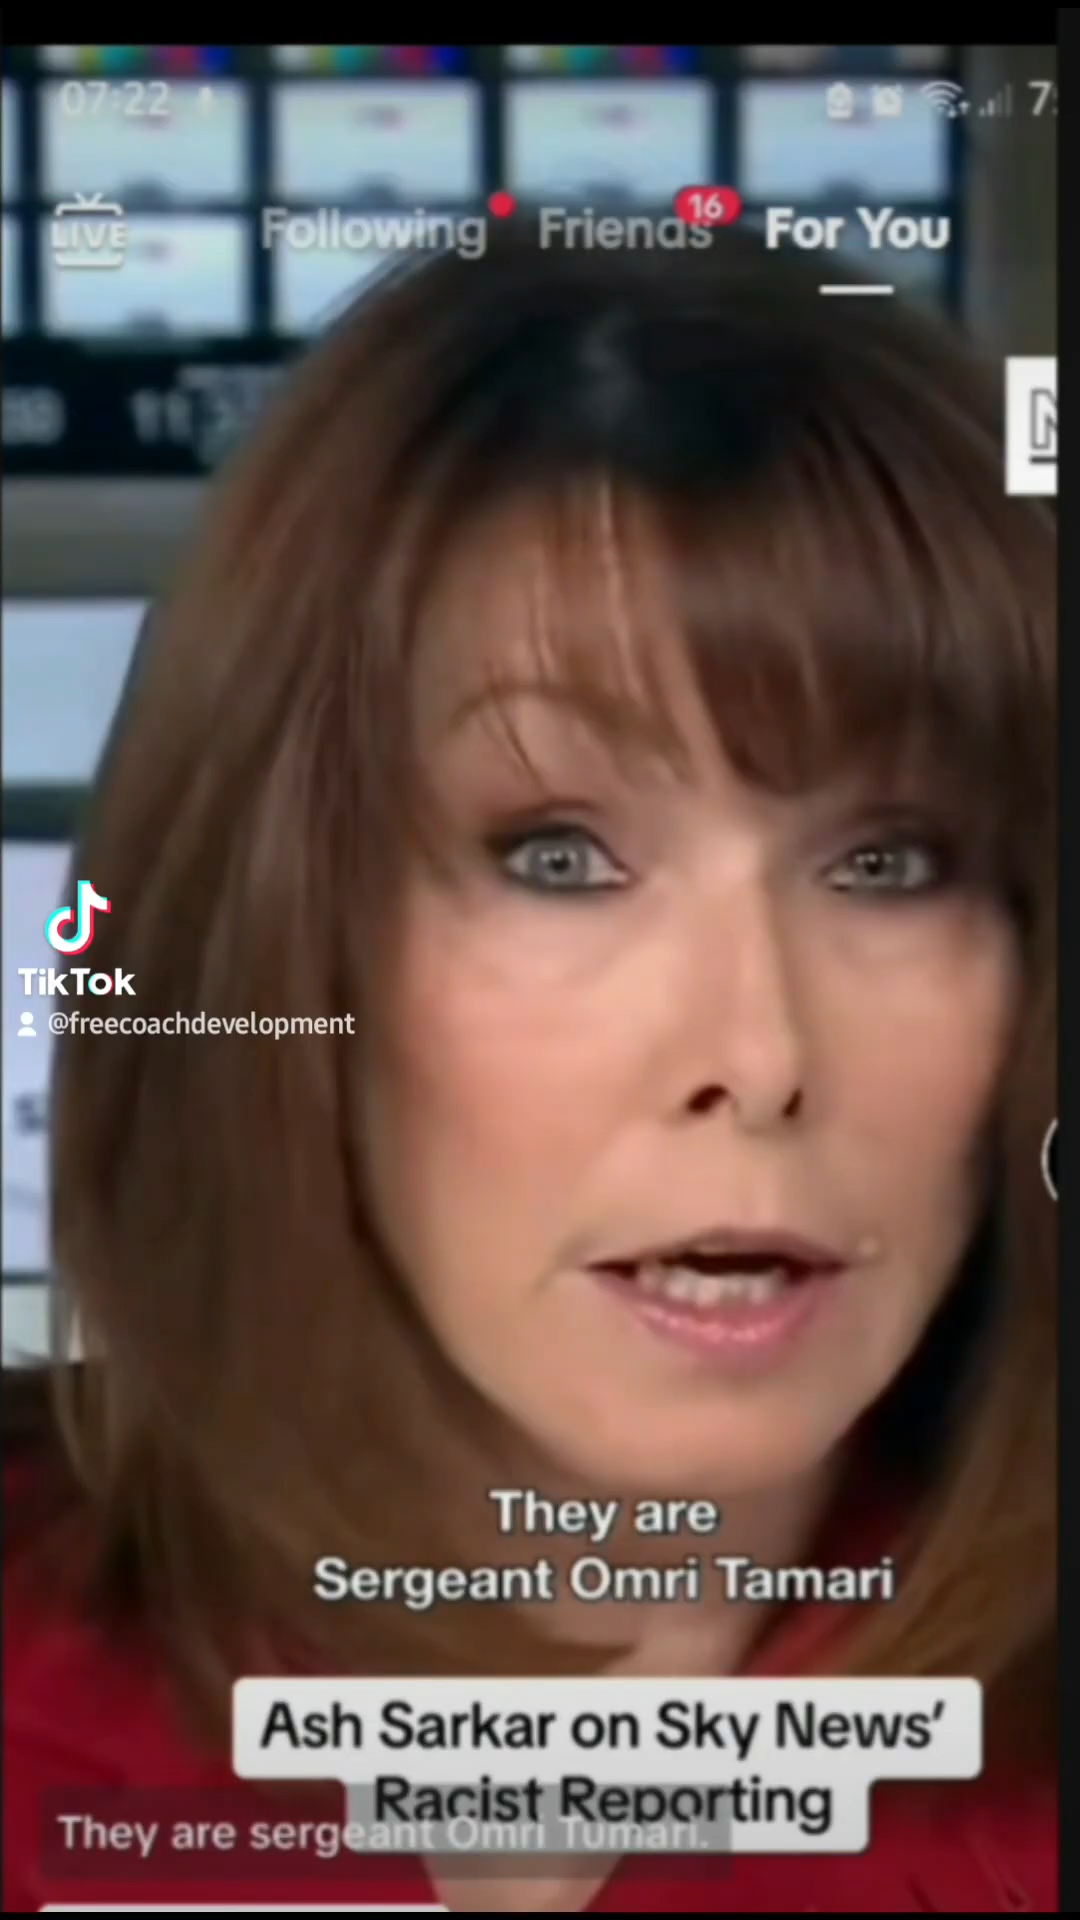 07:22
LIVE
Following
Friends
16
For You
TikTok
@freecoachdevelopment
They are
Sergeant Omri Tamari
Ash Sarkar on Sky News'
Racist Reporting
They are sergeant Omri Tumari.